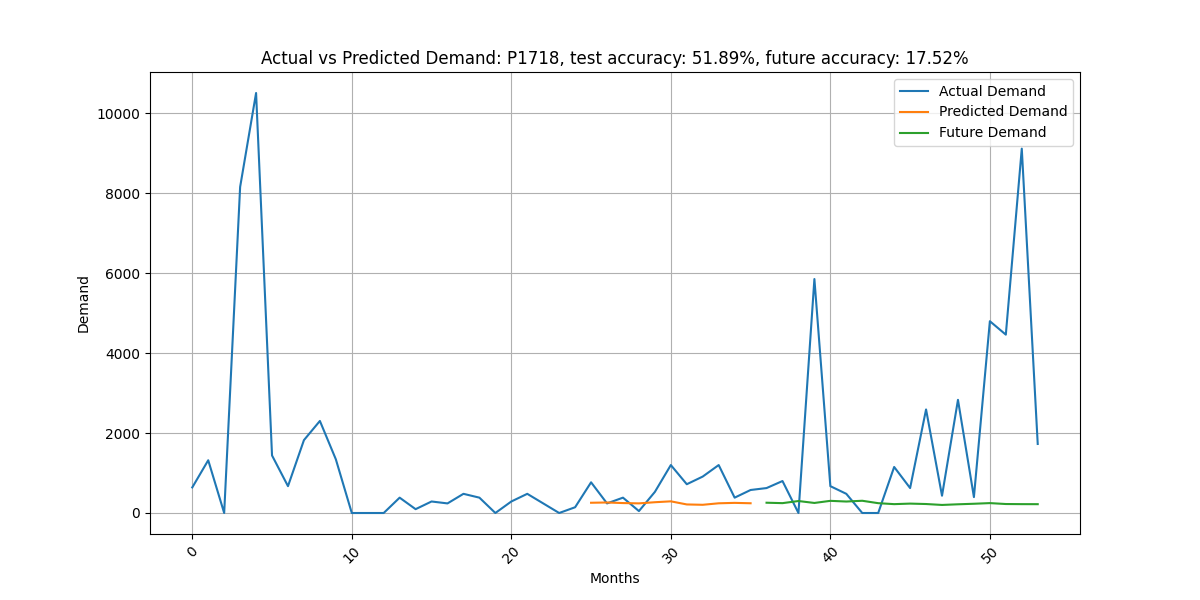 Actual vs Predicted Demand: P1718, test accuracy: 51.89%, future accuracy: 17.52%
Actual Demand
Predicted Demand
Future Demand
10000
8000
6000
4000
2000
0
Demand
0
10
20
30
40
50
Months